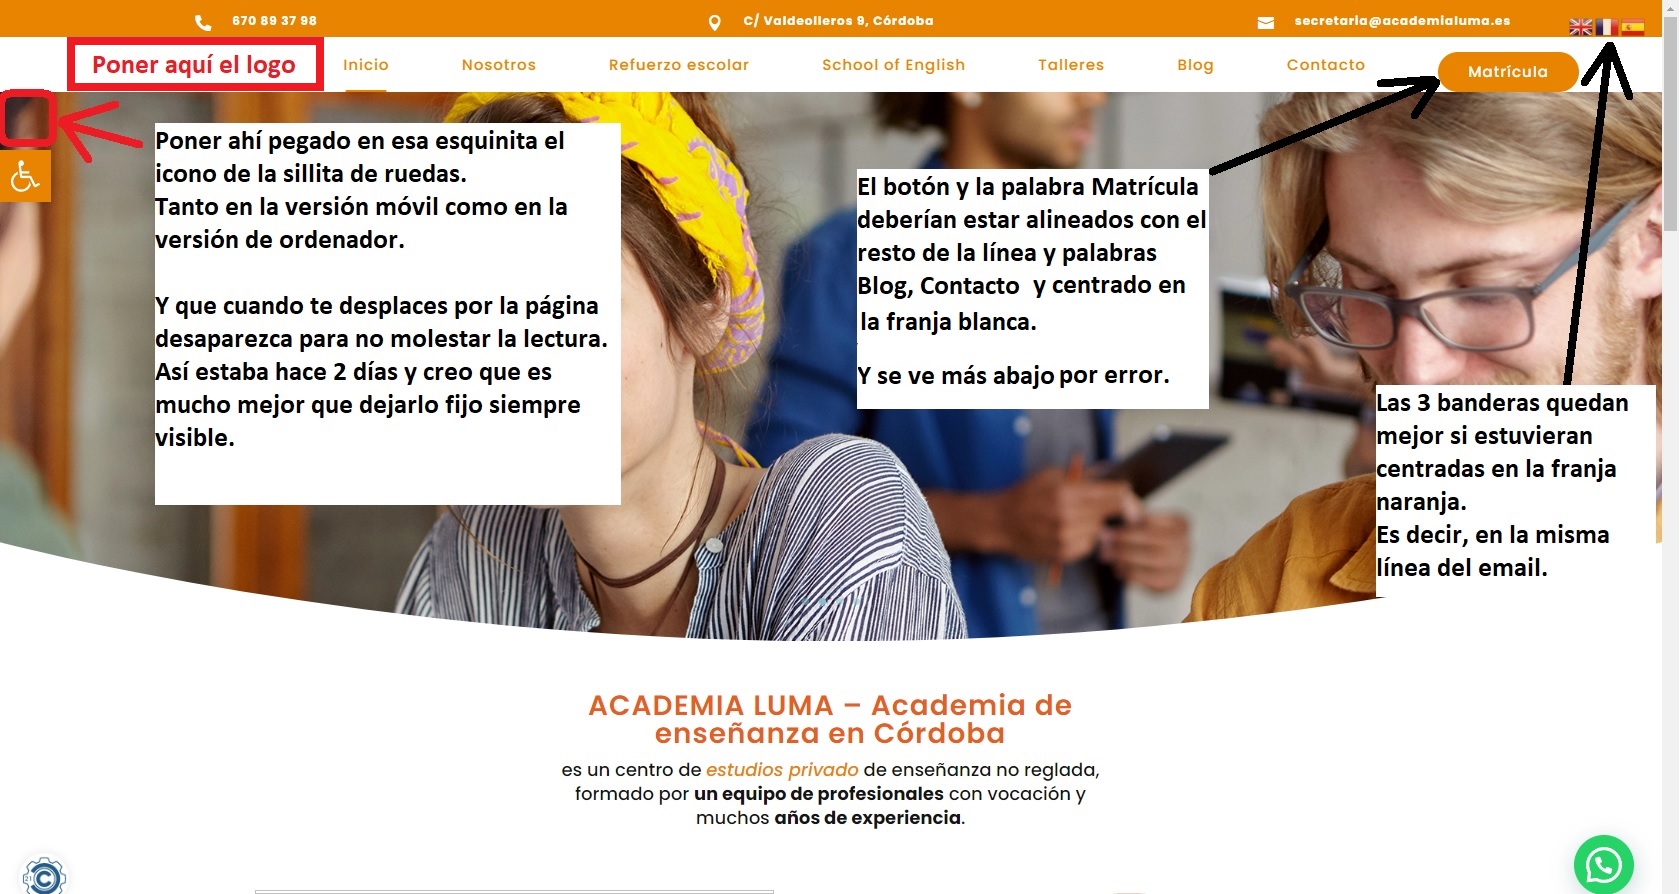 670 89 37 98
C/ Valdeolleros 9, Córdoba
secretaria@academialuma.es
Poner aquí el logo
Inicio
Nosotros
Refuerzo escolar
School of English
Talleres
Blog
Contacto
Matrícula
Poner ahí pegado en esa esquinita el
icono de la sillita de ruedas.
Tanto en la versión móvil como en la
versión de ordenador.
Y que cuando te desplaces por la página
desaparezca para no molestar la lectura.
Así estaba hace 2 días y creo que es
mucho mejor que dejarlo fijo siempre
visible.
El botón y la palabra Matrícula
deberían estar alineados con el
resto de la línea y palabras
Blog, Contacto y centrado en
la franja blanca.
Y se ve más abajo por error.
Las 3 banderas quedan
mejor si estuvieran
centradas en la franja
naranja.
Es decir, en la misma
línea del email.
ACADEMIA LUMA – Academia de
enseñanza en Córdoba
es un centro de estudios privado de enseñanza no reglada,
formado por un equipo de profesionales con vocación y
muchos años de experiencia.